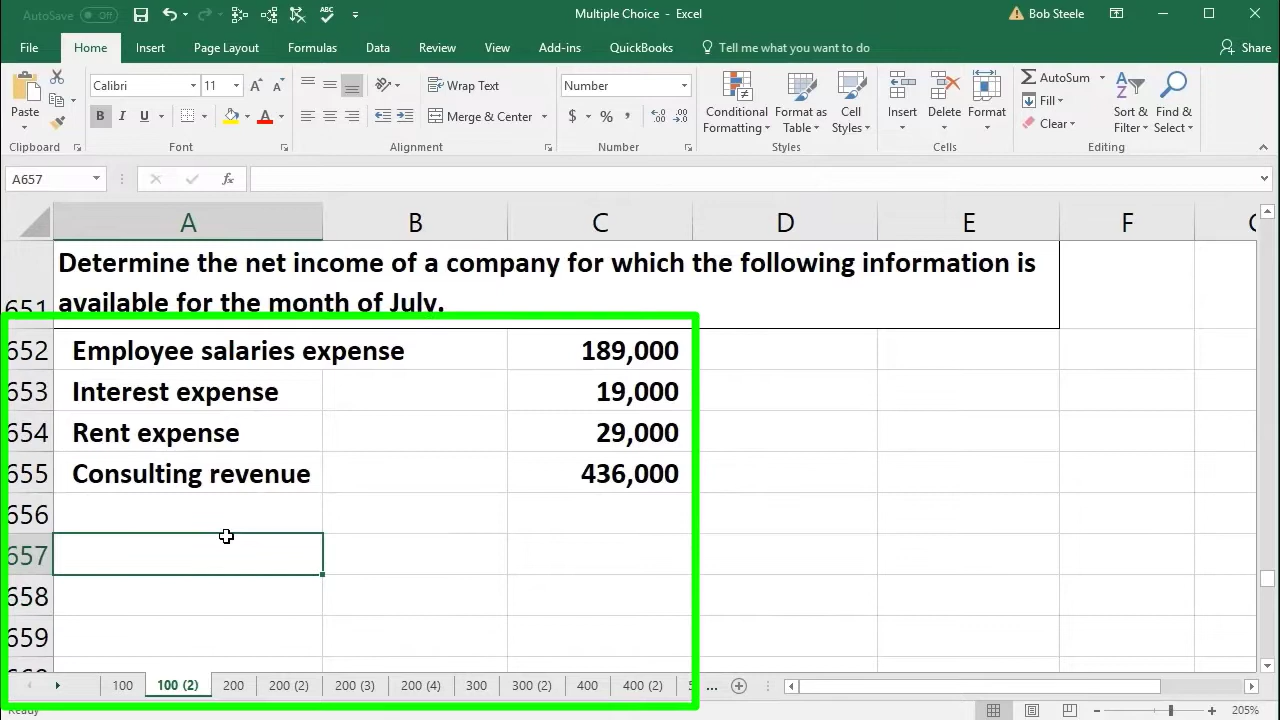 AutoSave Off
Multiple Choice - Excel
Bob Steele
File Home Insert Page Layout Formulas Data Review View Add-ins QuickBooks Tell me what you want to do Share
Calibri 11 Wrap Text Number AutoSum
Paste Merge & Center Conditional Formatting Format as Table Cell Styles Insert Delete Format Fill Clear Sort & Filter Find & Select
Clipboard Font Alignment Number Styles Cells Editing
A657 fx
A B C D E F
651 Determine the net income of a company for which the following information is
available for the month of July.
652 Employee salaries expense 189,000
653 Interest expense 19,000
654 Rent expense 29,000
655 Consulting revenue 436,000
656
657
658
659
100 100 (2) 200 200 (2) 200 (3) 200 (4) 300 300 (2) 400 400 (2) ...
Ready 205%